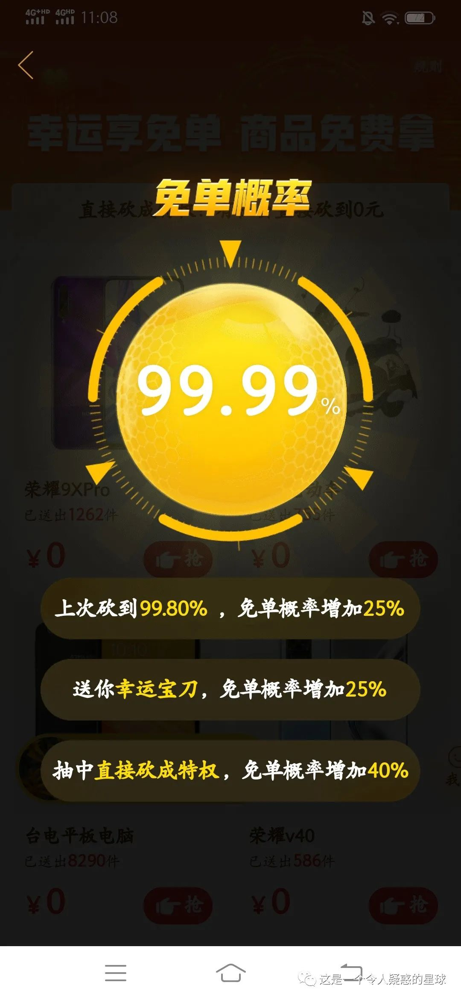 4G+HD 4GHD 11:08 72
规则
幸运享免单 商品免费拿
免单概率
直接砍成 接砍到0元
99.99%
荣耀9XPro 动车
已送出1262件 已送出755件
¥0 抢 ¥0 抢
上次砍到99.80%，免单概率增加25%
10:10
送你幸运宝刀，免单概率增加25%
抽中直接砍成特权，免单概率增加40%
我
台电平板电脑 荣耀v40
已送出8290件 已送出586件
¥0 抢 ¥0 抢
这是一个令人疑惑的星球